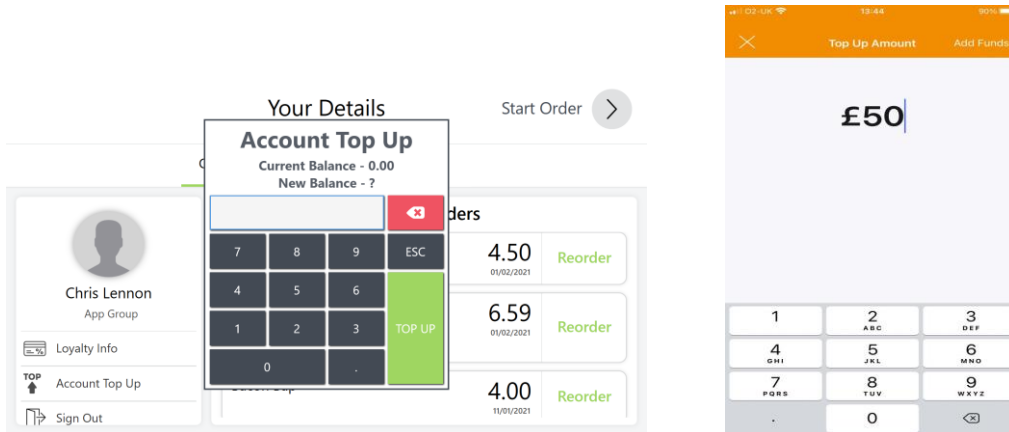 Your Details
Start Order
Account Top Up
Current Balance - 0.00
New Balance - ?
7 8 9 ESC
4 5 6
1 2 3 TOP UP
0 .
Chris Lennon
App Group
Loyalty Info
TOP
Account Top Up
Sign Out
ders
4.50
01/02/2021
Reorder
6.59
01/02/2021
Reorder
4.00
11/01/2021
Reorder
O2-UK 13:44 90%
Top Up Amount Add Funds
£50
1 2 3
ABC DEF
4 5 6
GHI JKL MNO
7 8 9
PQRS TUV WXYZ
. 0